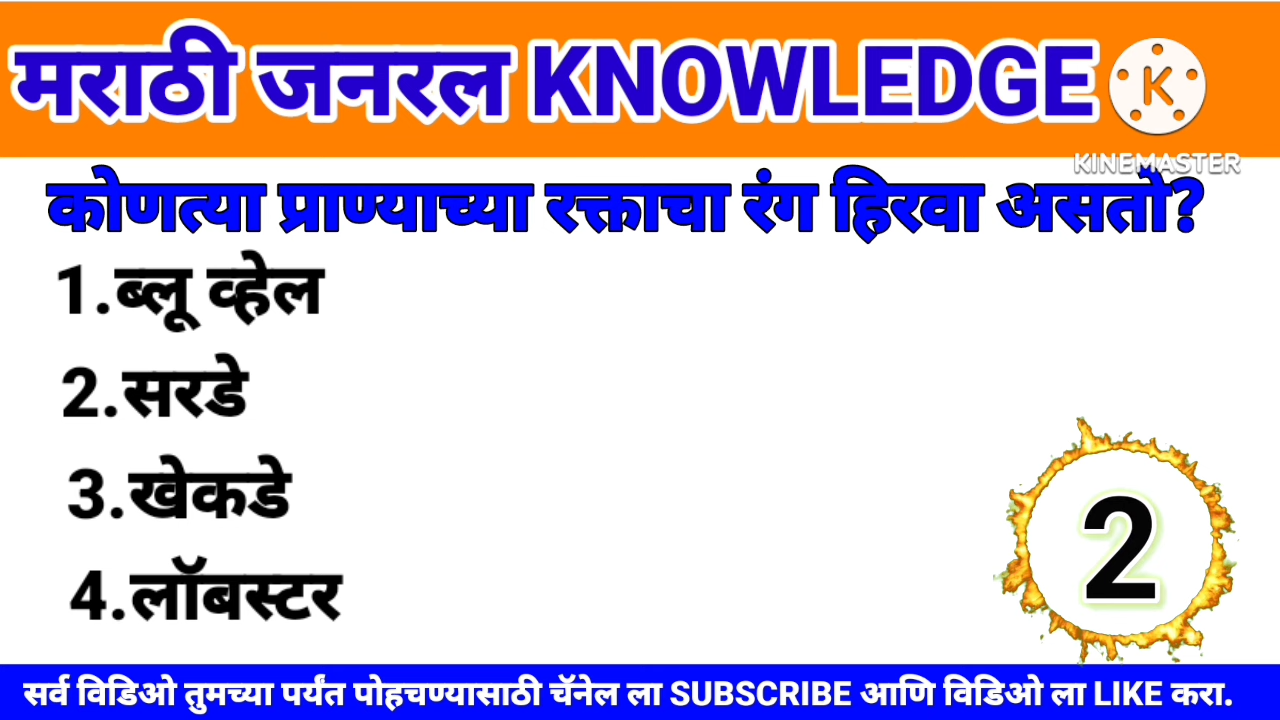 मराठी जनरल KNOWLEDGE
K
KINEMASTER
कोणत्या प्राण्याच्या रक्ताचा रंग हिरवा असतो?
1.ब्लू व्हेल
2.सरडे
3.खेकडे
4.लॉबस्टर
2
सर्व विडिओ तुमच्या पर्यंत पोहचण्यासाठी चॅनेल ला SUBSCRIBE आणि विडिओ ला LIKE करा.